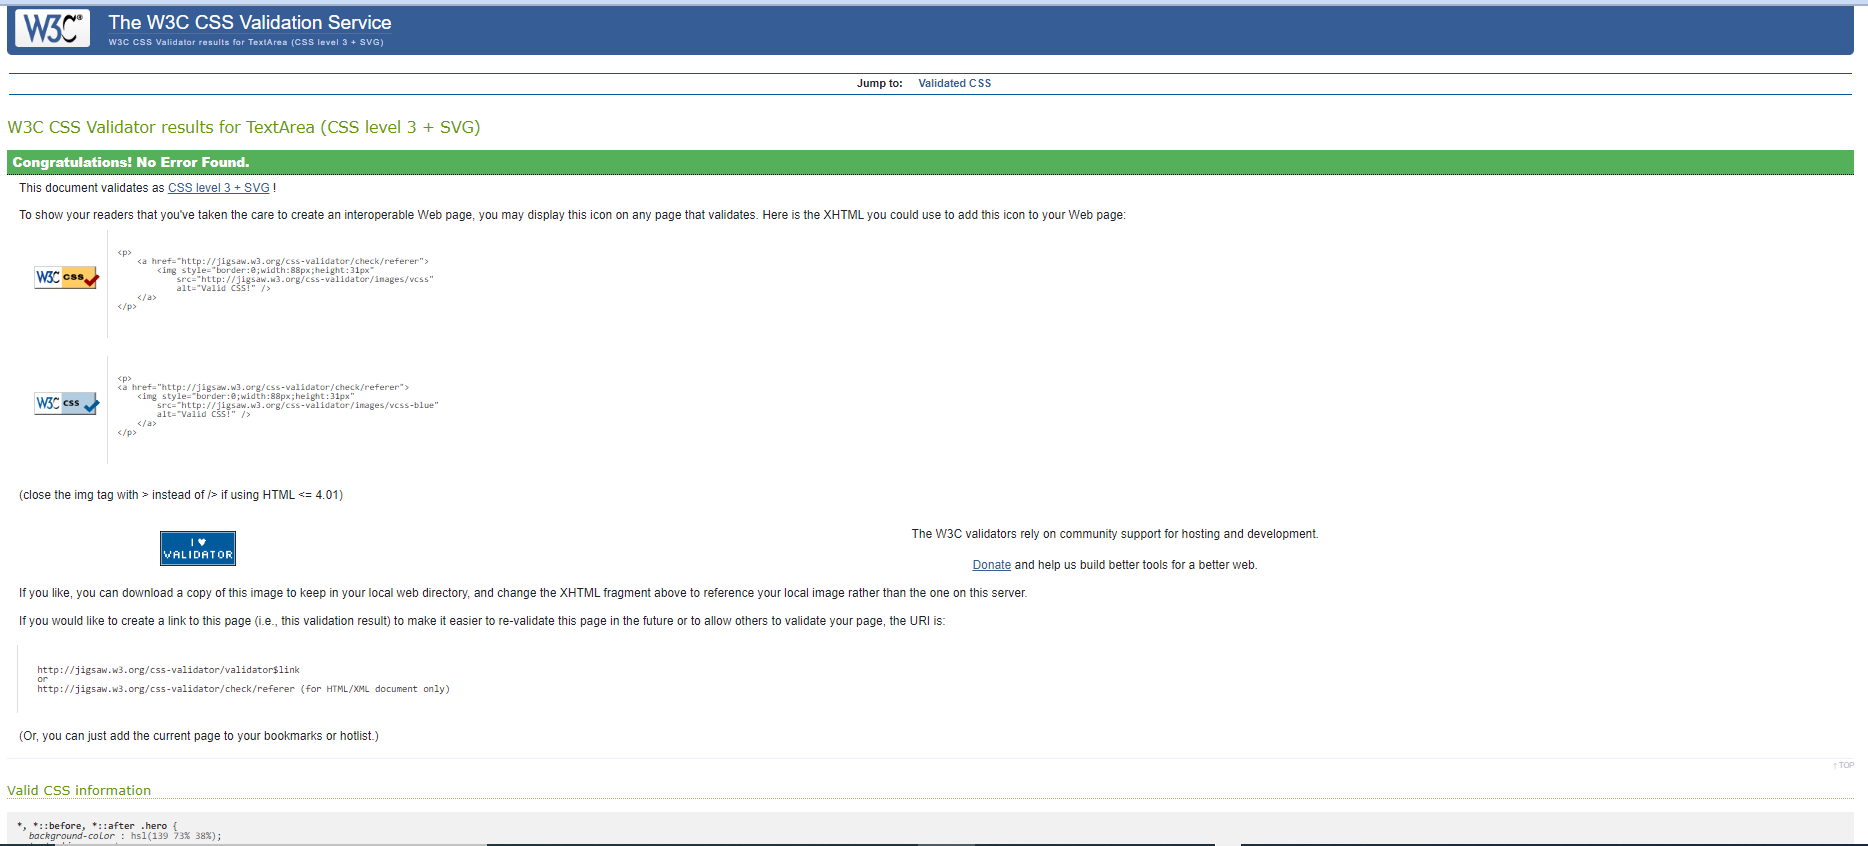 W3C®
The W3C CSS Validation Service
W3C CSS Validator results for TextArea (CSS level 3 + SVG)
Jump to: Validated CSS
W3C CSS Validator results for TextArea (CSS level 3 + SVG)
Congratulations! No Error Found.
This document validates as CSS level 3 + SVG !
To show your readers that you've taken the care to create an interoperable Web page, you may display this icon on any page that validates. Here is the XHTML you could use to add this icon to your Web page:
W3C css
<p>
<a href="http://jigsaw.w3.org/css-validator/check/referer">
<img style="border:0;width:88px;height:31px"
src="http://jigsaw.w3.org/css-validator/images/vcss"
alt="Valid CSS!" />
</a>
</p>
W3C css
<p>
<a href="http://jigsaw.w3.org/css-validator/check/referer">
<img style="border:0;width:88px;height:31px"
src="http://jigsaw.w3.org/css-validator/images/vcss-blue"
alt="Valid CSS!" />
</a>
</p>
(close the img tag with > instead of /> if using HTML <= 4.01)
I ♥
VALIDATOR
The W3C validators rely on community support for hosting and development.
Donate and help us build better tools for a better web.
If you like, you can download a copy of this image to keep in your local web directory, and change the XHTML fragment above to reference your local image rather than the one on this server.
If you would like to create a link to this page (i.e., this validation result) to make it easier to re-validate this page in the future or to allow others to validate your page, the URI is:
http://jigsaw.w3.org/css-validator/validator$link
or
http://jigsaw.w3.org/css-validator/check/referer (for HTML/XML document only)
(Or, you can just add the current page to your bookmarks or hotlist.)
↑ TOP
Valid CSS information
*, *::before, *::after .hero {
background-color : hsl(139 73% 38%);